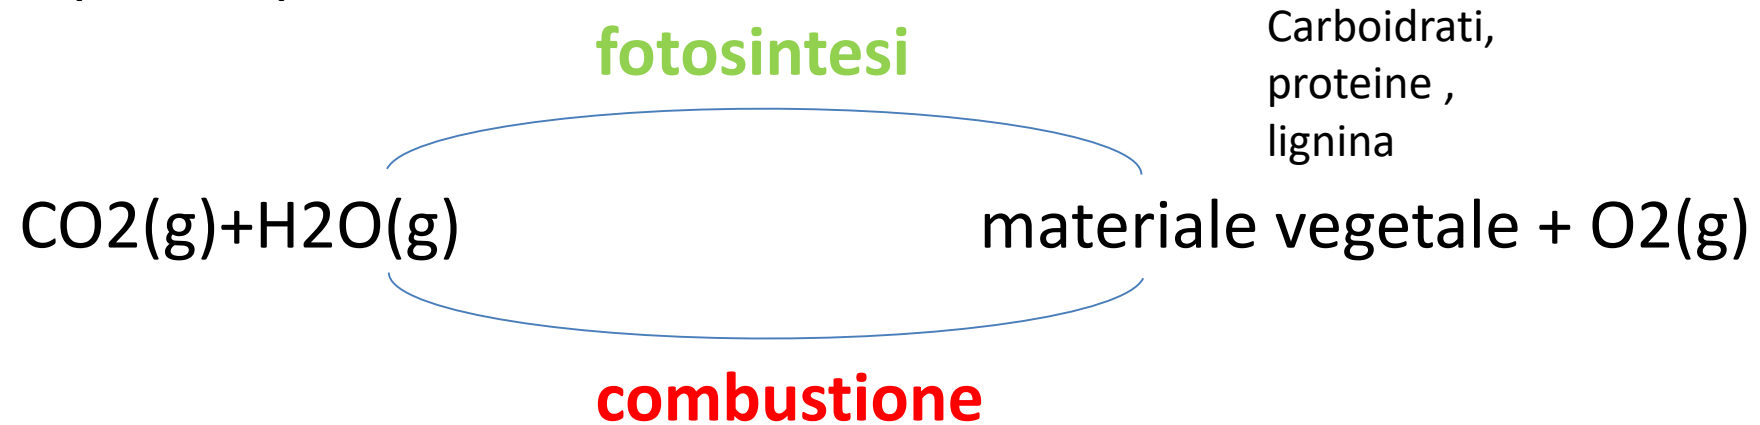 fotosintesi
Carboidrati,
proteine ,
lignina
CO2(g)+H2O(g)
materiale vegetale + O2(g)
combustione